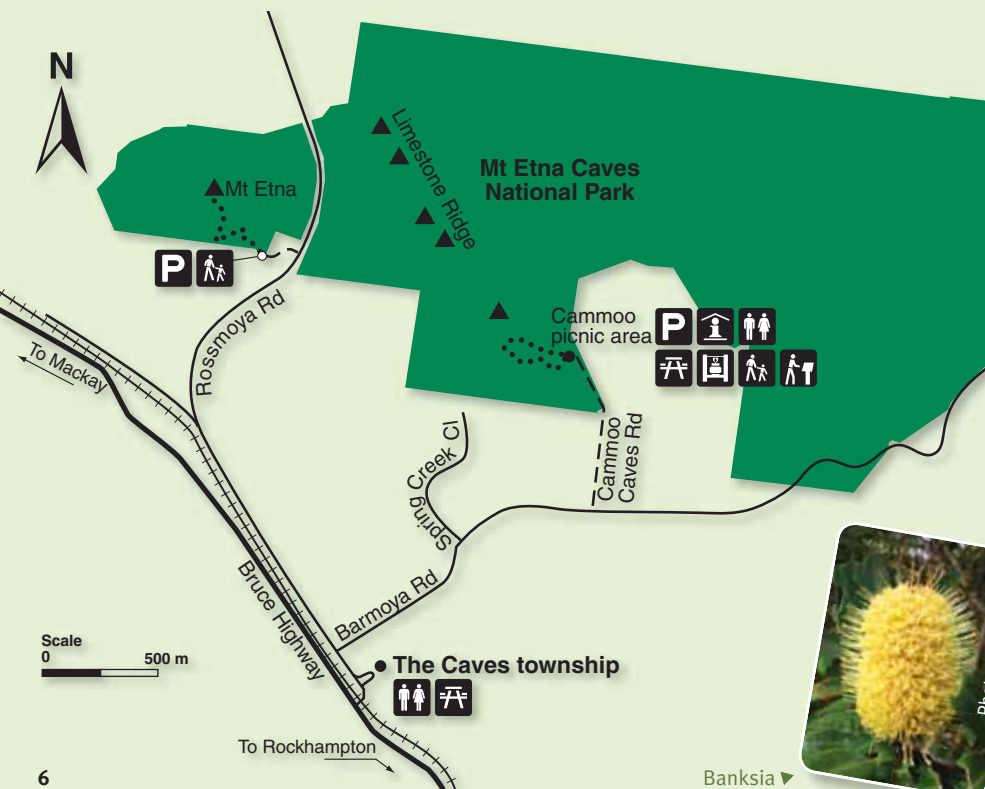 N
Limestone Ridge
Mt Etna Caves
National Park
Mt Etna
P
Rossmoya Rd
Cammoo
picnic area
P
To Mackay
Cammoo
Caves Rd
Spring Creek Cl
Bruce Highway
Barmoya Rd
Scale
0 500 m
The Caves township
To Rockhampton
6
Banksia